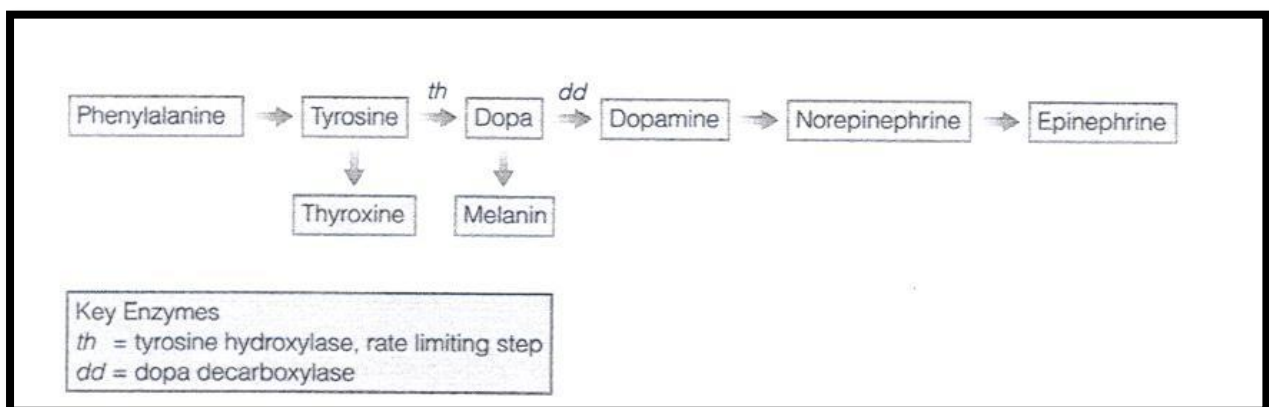 th dd
Phenylalanine Tyrosine Dopa Dopamine Norepinephrine Epinephrine
Thyroxine Melanin
Key Enzymes
th = tyrosine hydroxylase, rate limiting step
dd = dopa decarboxylase